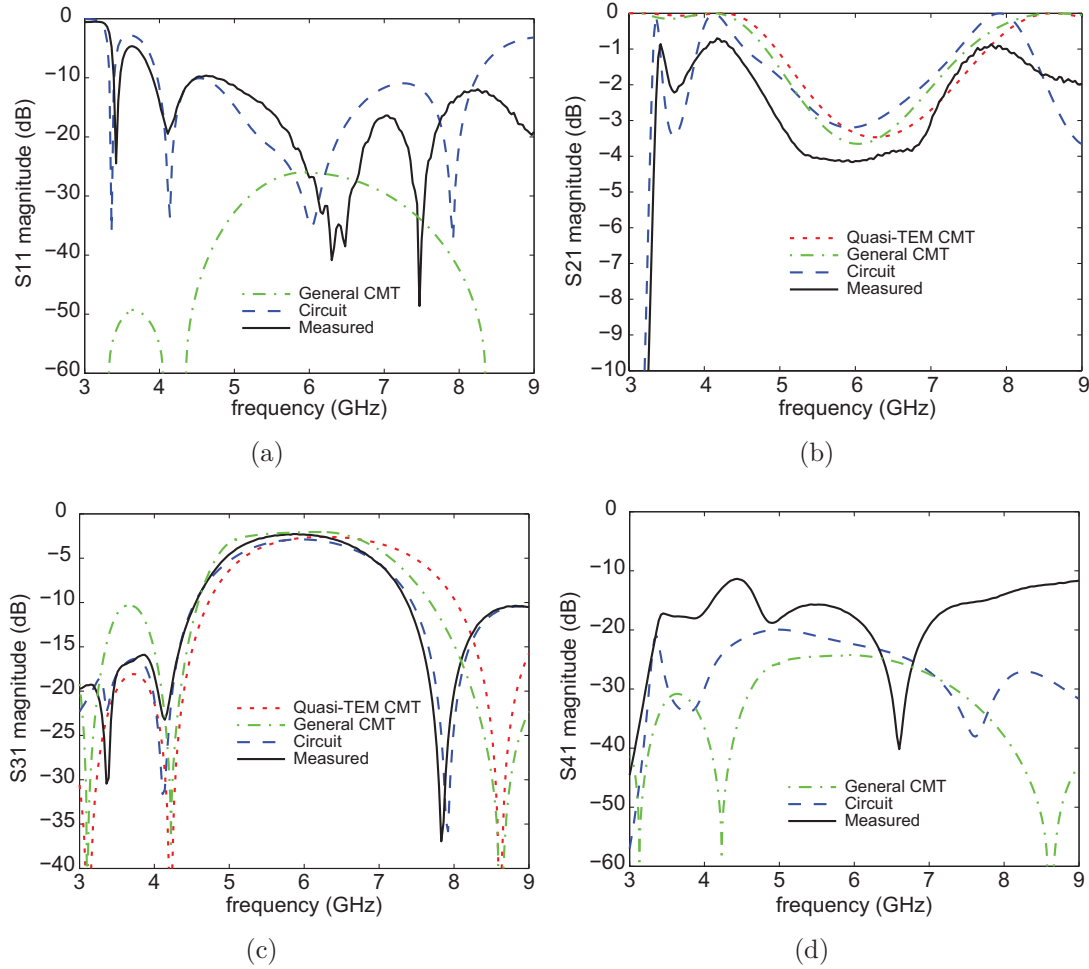 0
−10
−20
−30
−40
−50
−60
S11 magnitude (dB)
General CMT
Circuit
Measured
3 4 5 6 7 8 9
frequency (GHz)
(a)
0
−1
−2
−3
−4
−5
−6
−7
−8
−9
−10
S21 magnitude (dB)
Quasi-TEM CMT
General CMT
Circuit
Measured
3 4 5 6 7 8 9
frequency (GHz)
(b)
0
−5
−10
−15
−20
−25
−30
−35
−40
S31 magnitude (dB)
Quasi-TEM CMT
General CMT
Circuit
Measured
3 4 5 6 7 8 9
frequency (GHz)
(c)
0
−10
−20
−30
−40
−50
−60
S41 magnitude (dB)
General CMT
Circuit
Measured
3 4 5 6 7 8 9
frequency (GHz)
(d)